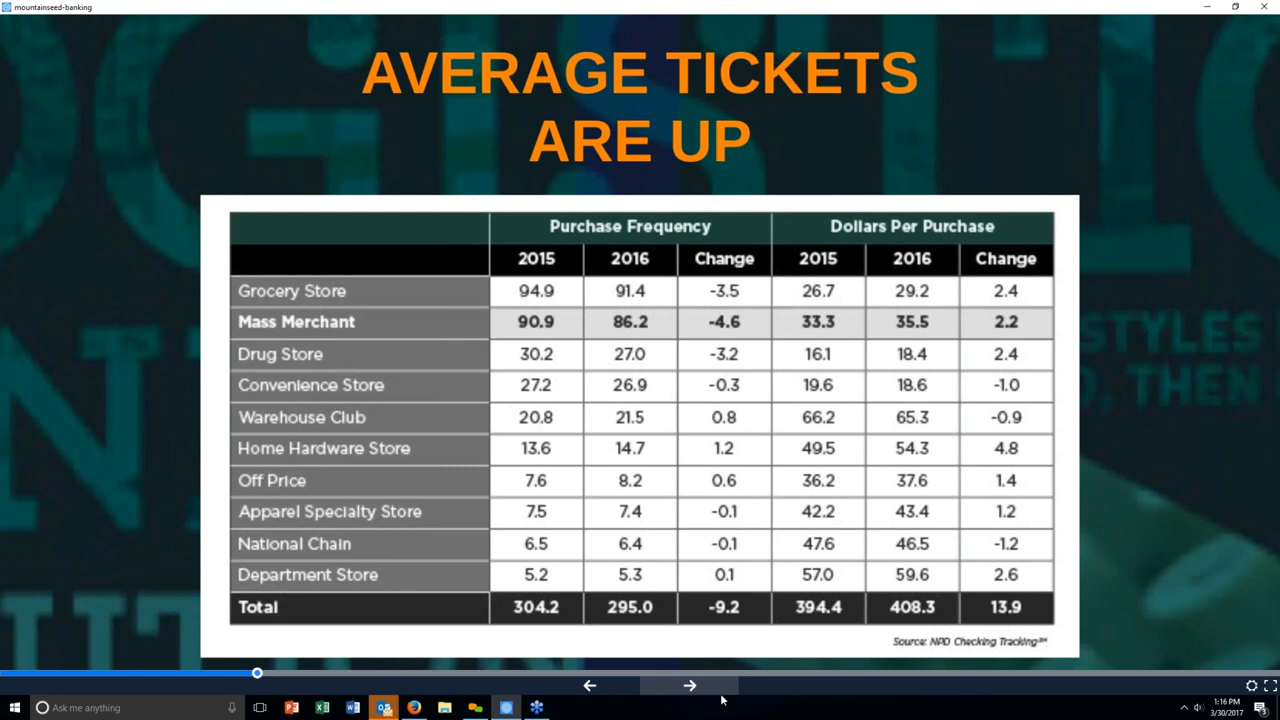 mountainseed-banking
AVERAGE TICKETS
ARE UP
Purchase Frequency Dollars Per Purchase
2015 2016 Change 2015 2016 Change
Grocery Store 94.9 91.4 -3.5 26.7 29.2 2.4
Mass Merchant 90.9 86.2 -4.6 33.3 35.5 2.2
Drug Store 30.2 27.0 -3.2 16.1 18.4 2.4
Convenience Store 27.2 26.9 -0.3 19.6 18.6 -1.0
Warehouse Club 20.8 21.5 0.8 66.2 65.3 -0.9
Home Hardware Store 13.6 14.7 1.2 49.5 54.3 4.8
Off Price 7.6 8.2 0.6 36.2 37.6 1.4
Apparel Specialty Store 7.5 7.4 -0.1 42.2 43.4 1.2
National Chain 6.5 6.4 -0.1 47.6 46.5 -1.2
Department Store 5.2 5.3 0.1 57.0 59.6 2.6
Total 304.2 295.0 -9.2 394.4 408.3 13.9
Source: NPD Checking Tracking℠
STYLES
, THEN
Ask me anything
1:16 PM
3/30/2017